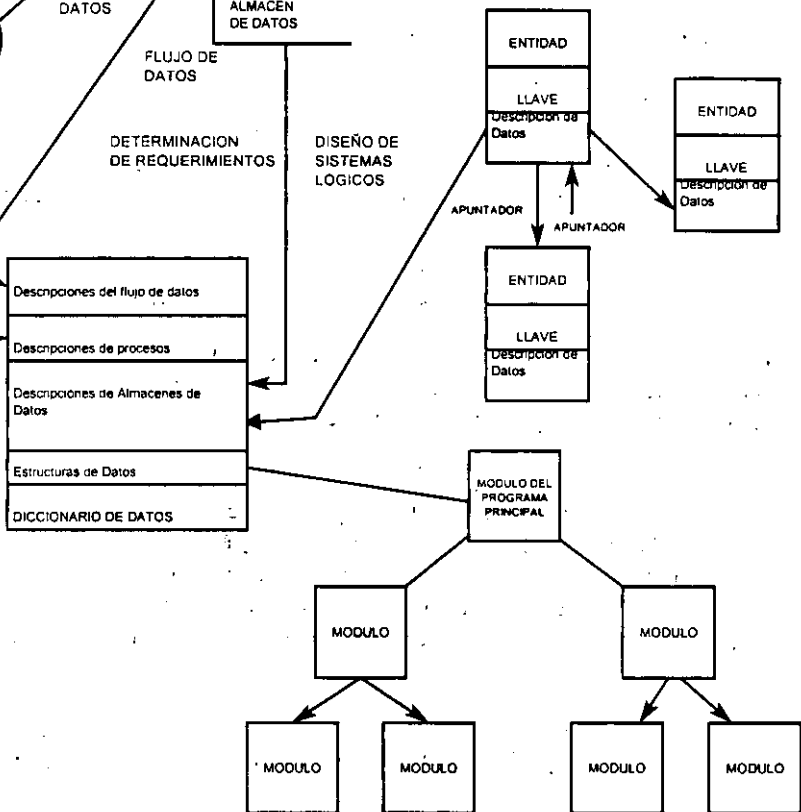 DATOS
ALMACEN
DE DATOS
FLUJO DE
DATOS
DETERMINACION
DE REQUERIMIENTOS
DISEÑO DE
SISTEMAS
LOGICOS
ENTIDAD
LLAVE
Descripción de
Datos
ENTIDAD
LLAVE
Descripción de
Datos
APUNTADOR
APUNTADOR
ENTIDAD
LLAVE
Descripción de
Datos
Descripciones del flujo de datos
Descripciones de procesos
Descripciones de Almacenes de
Datos
Estructuras de Datos
DICCIONARIO DE DATOS
MODULO DEL
PROGRAMA
PRINCIPAL
MODULO
MODULO
MODULO
MODULO
MODULO
MODULO